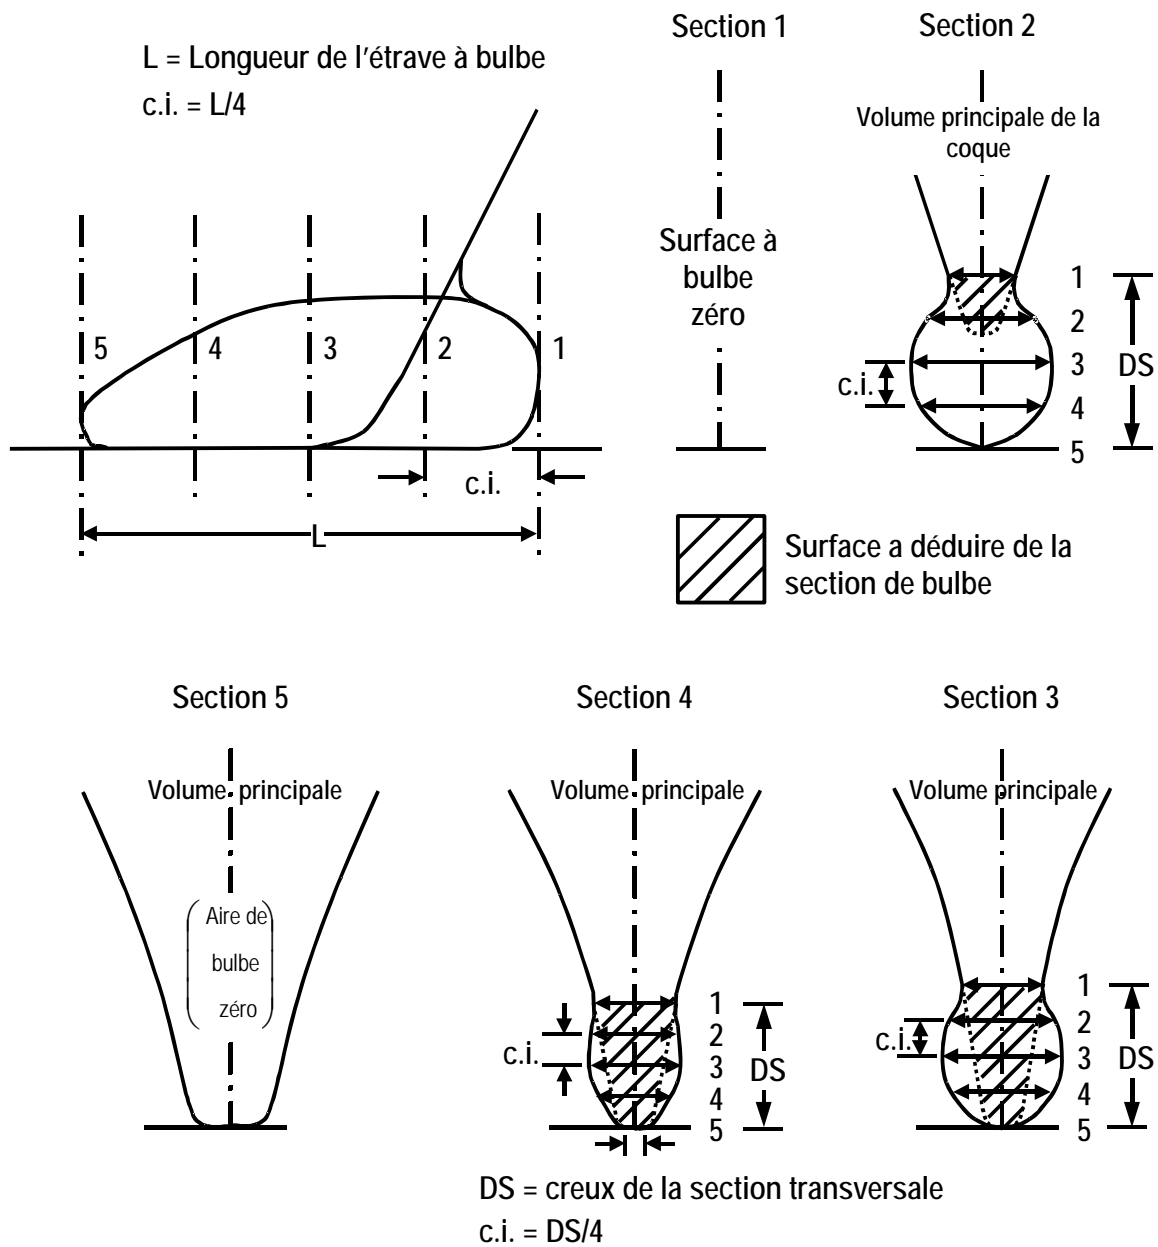 L = Longueur de l'étrave à bulbe
c.i. = L/4
Section 1
Section 2
Volume principale de la
coque
Surface à
bulbe
zéro
5
4
3
2
1
c.i.
L
1
2
3
4
5
c.i.
DS
Surface a déduire de la
section de bulbe
Section 5
Section 4
Section 3
Volume principale
Volume principale
Volume principale
Aire de
bulbe
zéro
1
2
3
4
5
c.i.
DS
1
2
3
4
5
c.i.
DS
DS = creux de la section transversale
c.i. = DS/4